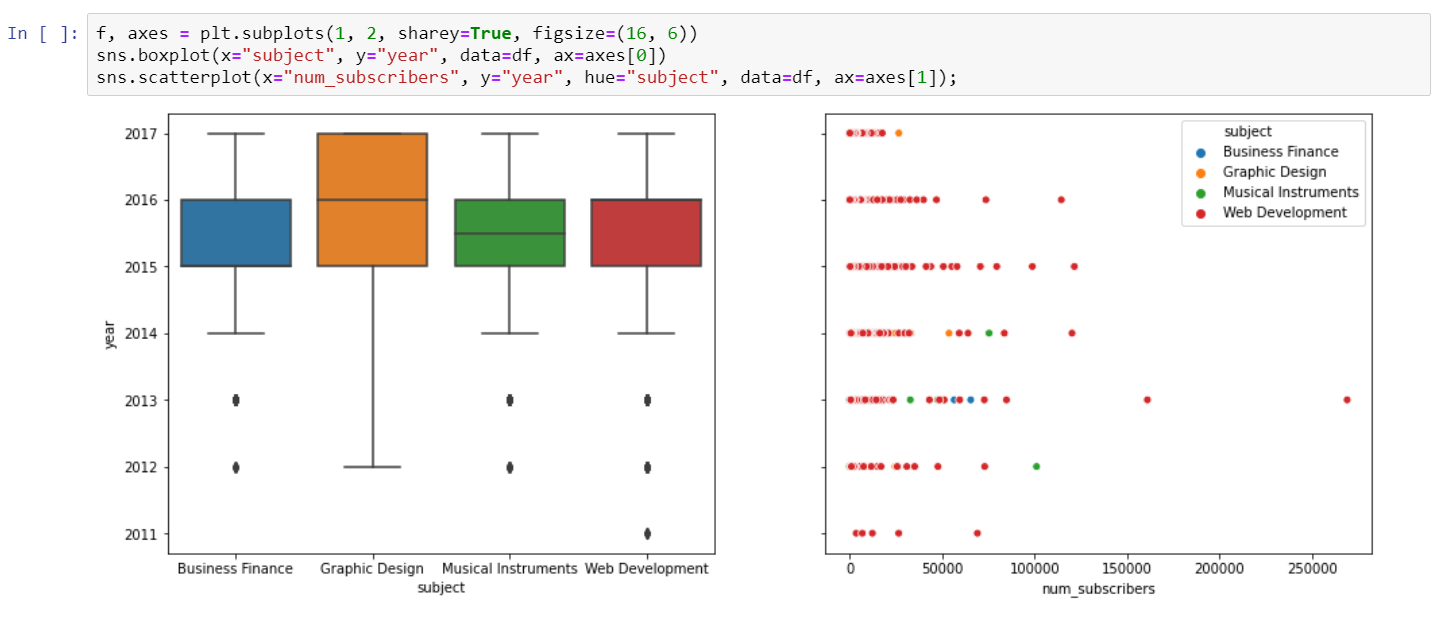 In [ ]: f, axes = plt.subplots(1, 2, sharey=True, figsize=(16, 6))
sns.boxplot(x="subject", y="year", data=df, ax=axes[0])
sns.scatterplot(x="num_subscribers", y="year", hue="subject", data=df, ax=axes[1]);
2017
2016
2015
2014
2013
2012
2011
year
Business Finance Graphic Design Musical Instruments Web Development
subject
subject
Business Finance
Graphic Design
Musical Instruments
Web Development
0 50000 100000 150000 200000 250000
num_subscribers